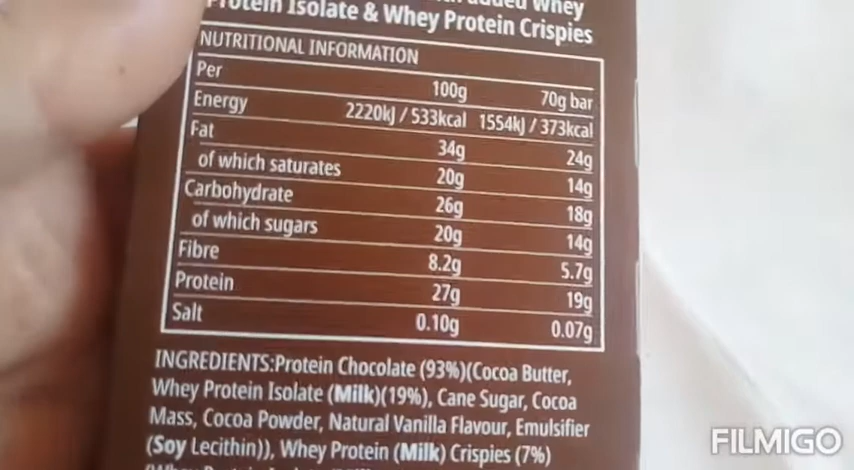 added Whey
Protein Isolate & Whey Protein Crispies
NUTRITIONAL INFORMATION
Per 100g 70g bar
Energy 2220kJ / 533kcal 1554kJ / 373kcal
Fat 34g 24g
of which saturates 20g 14g
Carbohydrate 26g 18g
of which sugars 20g 14g
Fibre 8.2g 5.7g
Protein 27g 19g
Salt 0.10g 0.07g
INGREDIENTS:Protein Chocolate (93%)(Cocoa Butter,
Whey Protein Isolate (Milk)(19%), Cane Sugar, Cocoa
Mass, Cocoa Powder, Natural Vanilla Flavour, Emulsifier
(Soy Lecithin)), Whey Protein (Milk) Crispies (7%)
FILMIGO